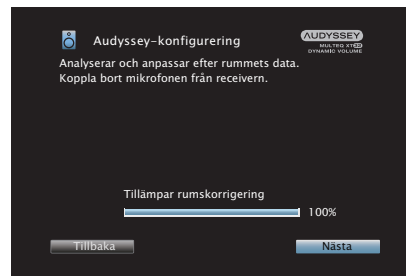 Audyssey-konfigurering
AUDYSSEY
MULTEQ XT32
DYNAMIC VOLUME
Analyserar och anpassar efter rummets data.
Koppla bort mikrofonen från receivern.
Tillämpar rumskorrigering
100%
Tillbaka
Nästa